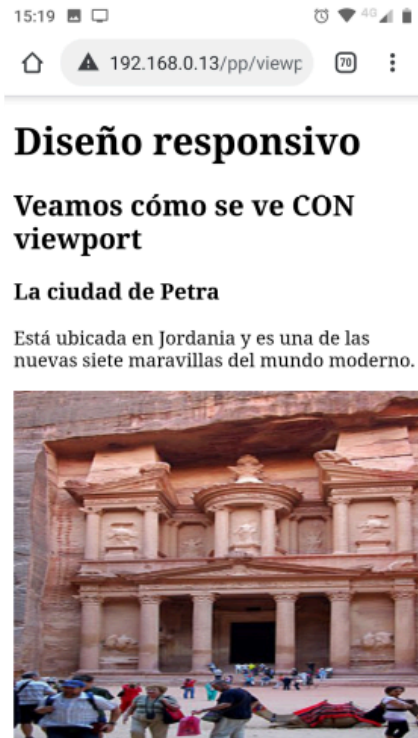 15:19
4G
192.168.0.13/pp/viewp
70
Diseño responsivo
Veamos cómo se ve CON
viewport
La ciudad de Petra
Está ubicada en Jordania y es una de las
nuevas siete maravillas del mundo moderno.